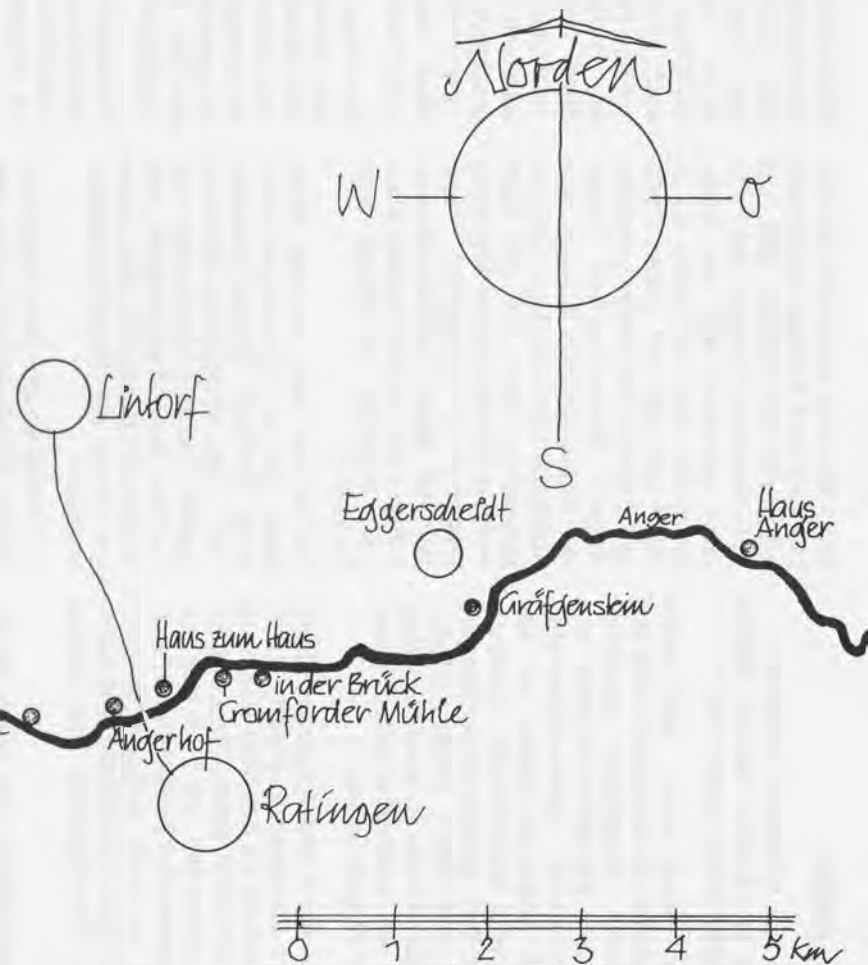 Norden
W O
S
Lintorf
Eggerscheidt
Anger
Haus
Anger
Gräfgenstein
Haus zum Haus
in der Brück
Cromforder Mühle
Angerhof
Ratingen
0 1 2 3 4 5 km